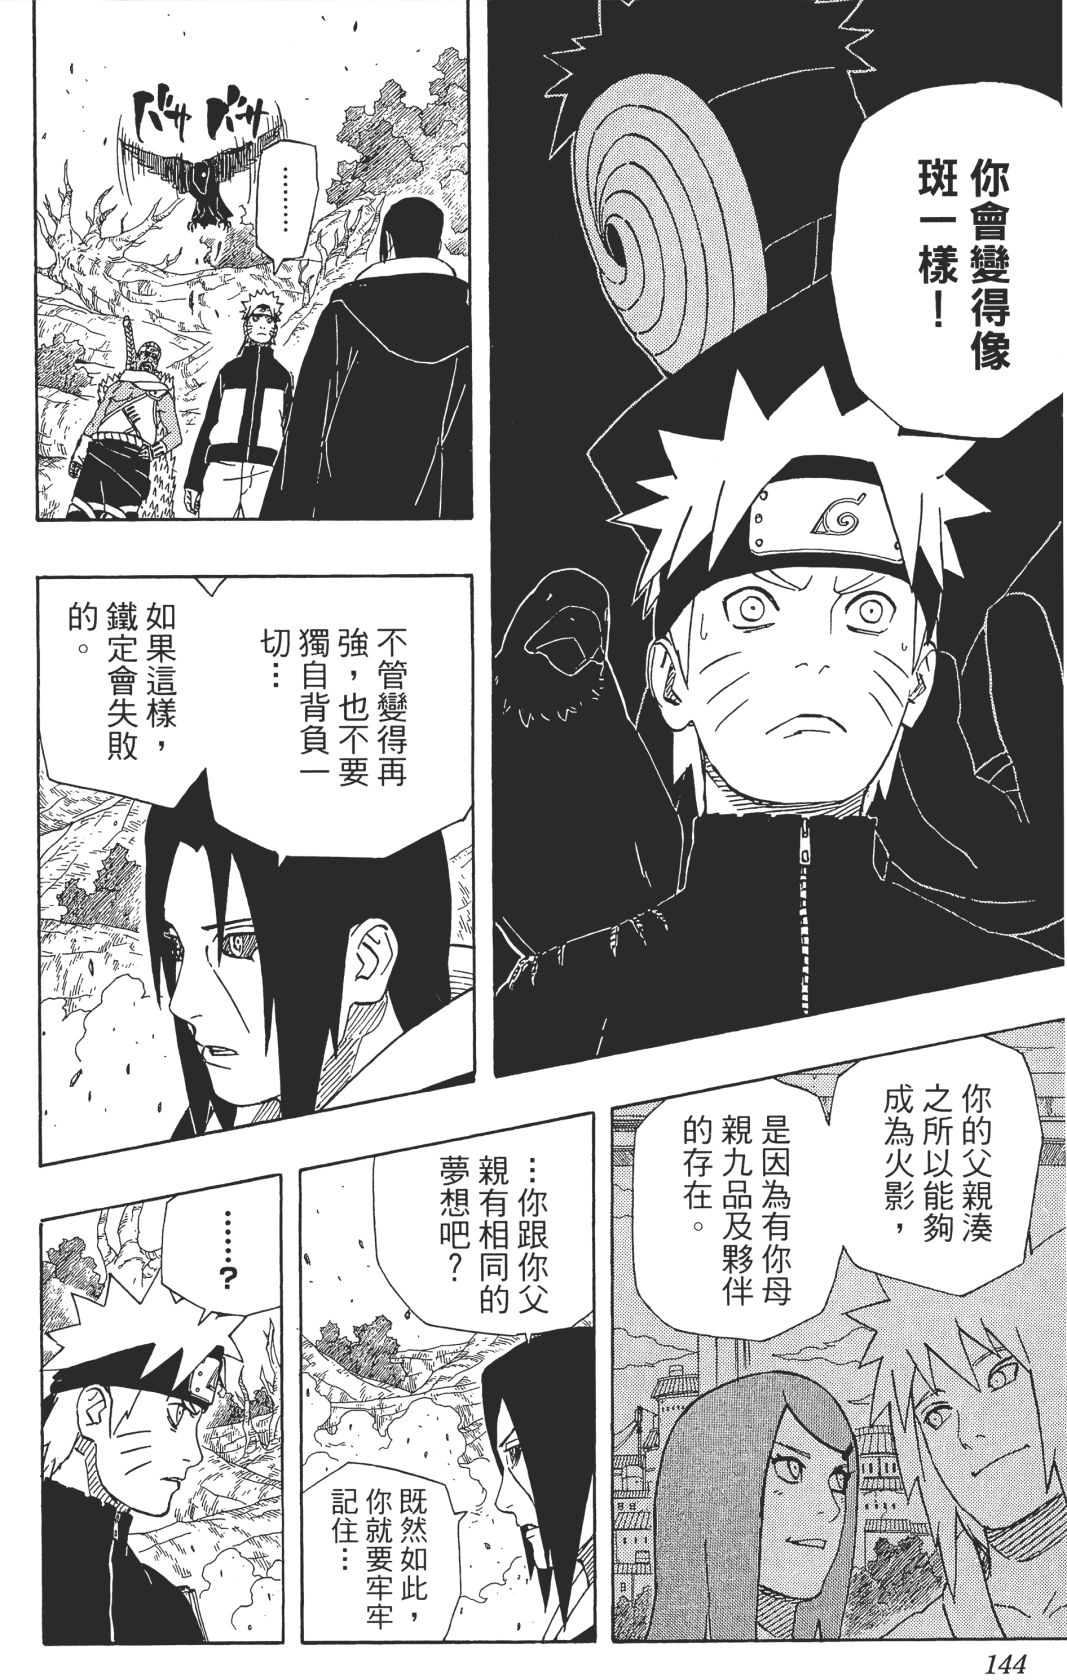 你會變得像
斑一樣！
バサ バサ
………
不管變得再
強，也不要
獨自背負一
切…
如果這樣，
鐵定會失敗
的。
你的父親湊
之所以能夠
成為火影，
是因為有你母
親九品及夥伴
的存在。
…你跟你父
親有相同的
夢想吧？
既然如此，
你就要牢牢
記住…
……？
144